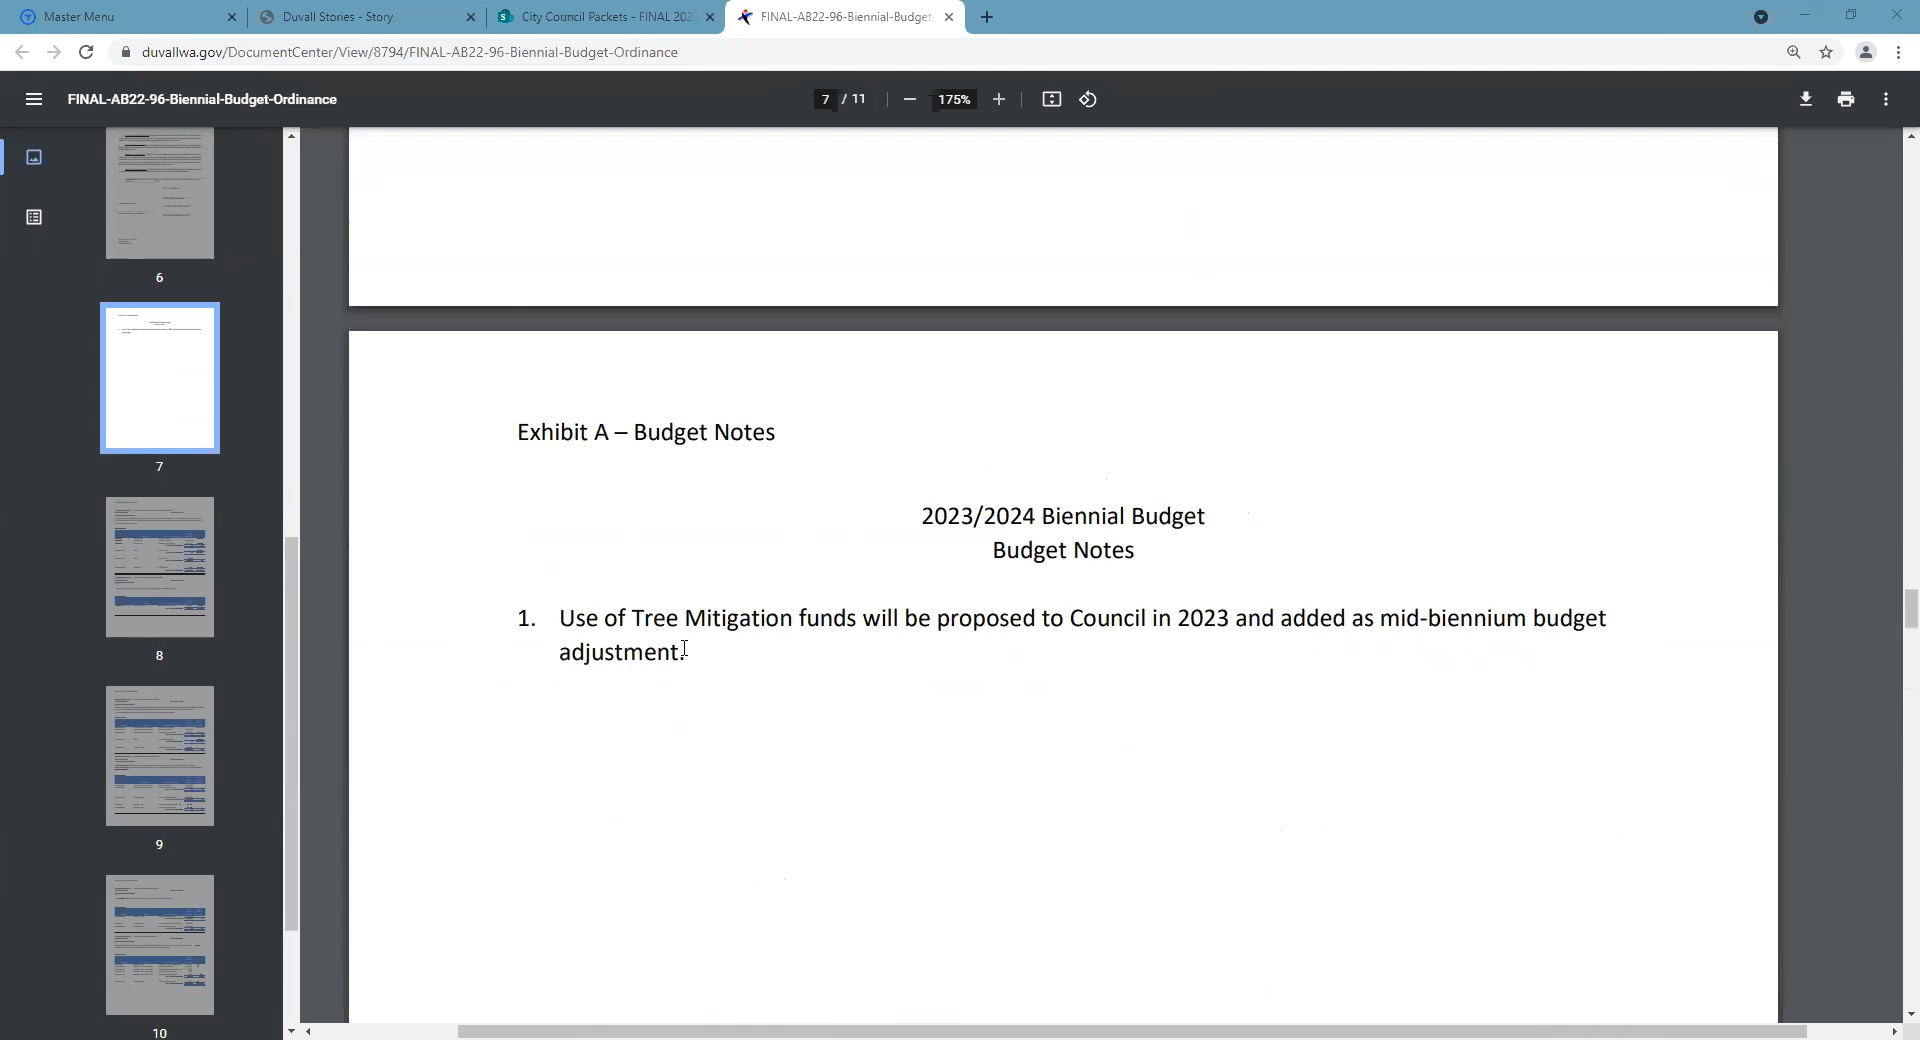 Master Menu
Duvall Stories - Story
City Council Packets - FINAL 202
FINAL-AB22-96-Biennial-Budget-
duvallwa.gov/DocumentCenter/View/8794/FINAL-AB22-96-Biennial-Budget-Ordinance
FINAL-AB22-96-Biennial-Budget-Ordinance
7 / 11
175%
6
7
8
9
10
Exhibit A – Budget Notes
2023/2024 Biennial Budget
Budget Notes
1. Use of Tree Mitigation funds will be proposed to Council in 2023 and added as mid-biennium budget
adjustment.